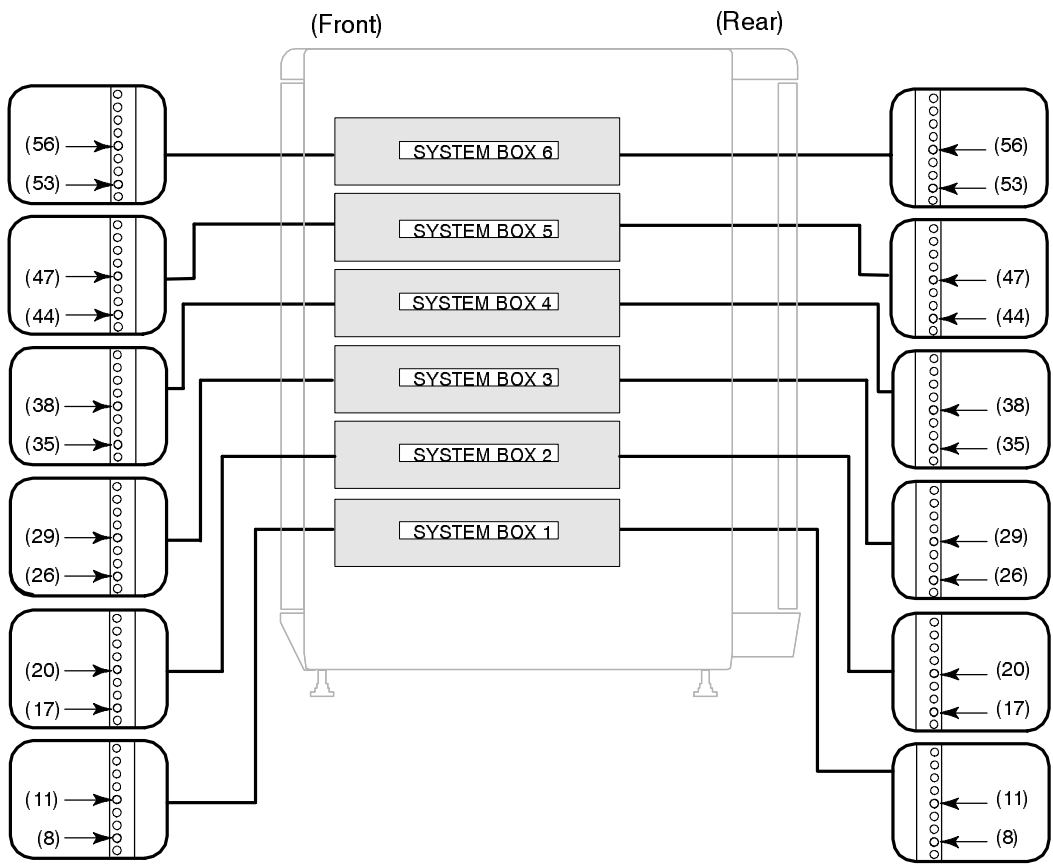 (Front) (Rear)
(56) SYSTEM BOX 6 (56)
(53) (53)
SYSTEM BOX 5
(47) (47)
(44) SYSTEM BOX 4 (44)
SYSTEM BOX 3
(38) (38)
(35) SYSTEM BOX 2 (35)
(29) SYSTEM BOX 1 (29)
(26) (26)
(20) (20)
(17) (17)
(11) (11)
(8) (8)